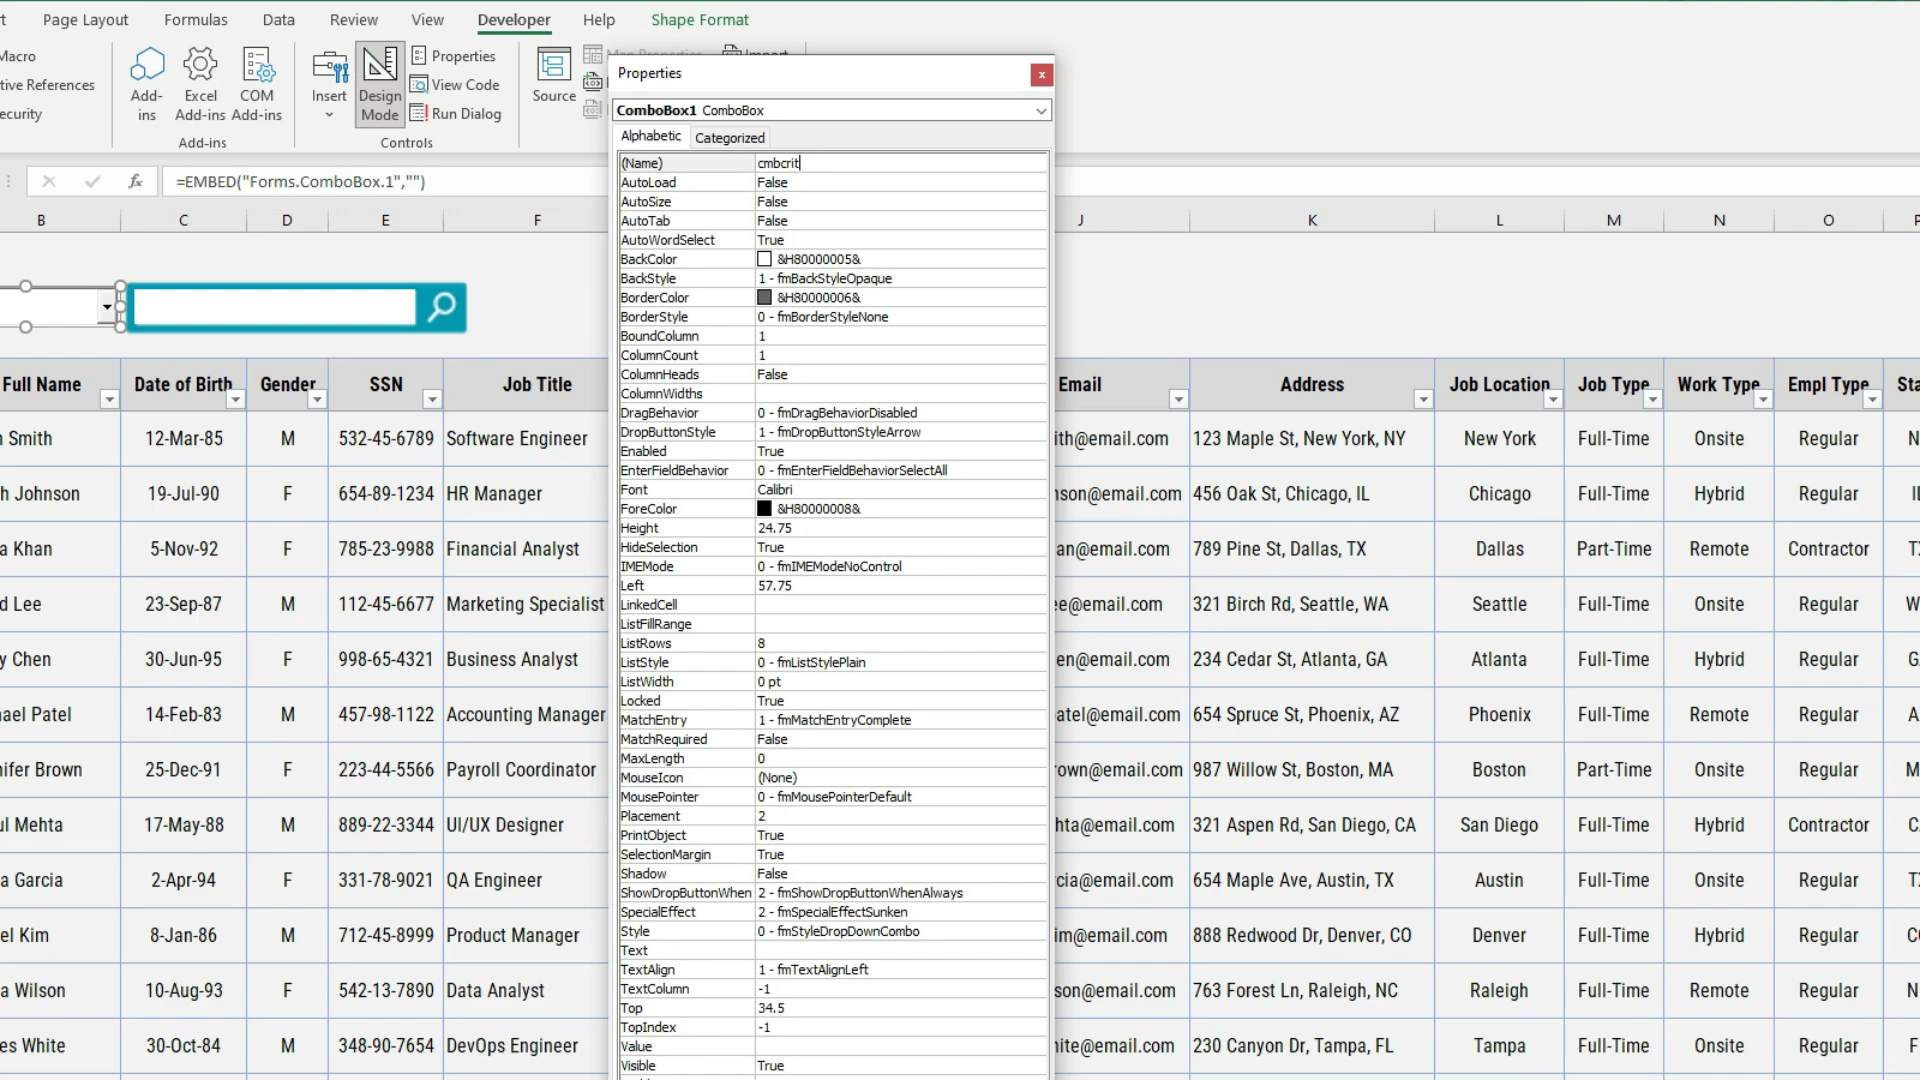 Page Layout Formulas Data Review View Developer Help Shape Format
Macro
tive References
ecurity
Add-
ins
Excel
Add-ins
COM
Add-ins
Add-ins
Insert
Design
Mode
Properties
View Code
Run Dialog
Controls
Source
Map Properties
Import
=EMBED("Forms.ComboBox.1","")
B C D E F J K L M N O P
Properties
ComboBox1 ComboBox
Alphabetic Categorized
(Name) cmbcrit
AutoLoad False
AutoSize False
AutoTab False
AutoWordSelect True
BackColor &H80000005&
BackStyle 1 - fmBackStyleOpaque
BorderColor &H80000006&
BorderStyle 0 - fmBorderStyleNone
BoundColumn 1
ColumnCount 1
ColumnHeads False
ColumnWidths
DragBehavior 0 - fmDragBehaviorDisabled
DropButtonStyle 1 - fmDropButtonStyleArrow
Enabled True
EnterFieldBehavior 0 - fmEnterFieldBehaviorSelectAll
Font Calibri
ForeColor &H80000008&
Height 24.75
HideSelection True
IMEMode 0 - fmIMEModeNoControl
Left 57.75
LinkedCell
ListFillRange
ListRows 8
ListStyle 0 - fmListStylePlain
ListWidth 0 pt
Locked True
MatchEntry 1 - fmMatchEntryComplete
MatchRequired False
MaxLength 0
MouseIcon (None)
MousePointer 0 - fmMousePointerDefault
Placement 2
PrintObject True
SelectionMargin True
Shadow False
ShowDropButtonWhen 2 - fmShowDropButtonWhenAlways
SpecialEffect 2 - fmSpecialEffectSunken
Style 0 - fmStyleDropDownCombo
Text
TextAlign 1 - fmTextAlignLeft
TextColumn -1
Top 34.5
TopIndex -1
Value
Visible True
Full Name Date of Birth Gender SSN Job Title Email Address Job Location Job Type Work Type Empl Type Sta
n Smith 12-Mar-85 M 532-45-6789 Software Engineer ith@email.com 123 Maple St, New York, NY New York Full-Time Onsite Regular N
h Johnson 19-Jul-90 F 654-89-1234 HR Manager nson@email.com 456 Oak St, Chicago, IL Chicago Full-Time Hybrid Regular IL
a Khan 5-Nov-92 F 785-23-9988 Financial Analyst an@email.com 789 Pine St, Dallas, TX Dallas Part-Time Remote Contractor T
d Lee 23-Sep-87 M 112-45-6677 Marketing Specialist ee@email.com 321 Birch Rd, Seattle, WA Seattle Full-Time Onsite Regular W
y Chen 30-Jun-95 F 998-65-4321 Business Analyst en@email.com 234 Cedar St, Atlanta, GA Atlanta Full-Time Hybrid Regular G
ael Patel 14-Feb-83 M 457-98-1122 Accounting Manager atel@email.com 654 Spruce St, Phoenix, AZ Phoenix Full-Time Remote Regular A
nifer Brown 25-Dec-91 F 223-44-5566 Payroll Coordinator own@email.com 987 Willow St, Boston, MA Boston Part-Time Onsite Regular M
ul Mehta 17-May-88 M 889-22-3344 UI/UX Designer hta@email.com 321 Aspen Rd, San Diego, CA San Diego Full-Time Hybrid Contractor C
a Garcia 2-Apr-94 F 331-78-9021 QA Engineer rcia@email.com 654 Maple Ave, Austin, TX Austin Full-Time Onsite Regular T
el Kim 8-Jan-86 M 712-45-8999 Product Manager im@email.com 888 Redwood Dr, Denver, CO Denver Full-Time Hybrid Regular C
a Wilson 10-Aug-93 F 542-13-7890 Data Analyst son@email.com 763 Forest Ln, Raleigh, NC Raleigh Full-Time Remote Regular N
es White 30-Oct-84 M 348-90-7654 DevOps Engineer hite@email.com 230 Canyon Dr, Tampa, FL Tampa Full-Time Onsite Regular F